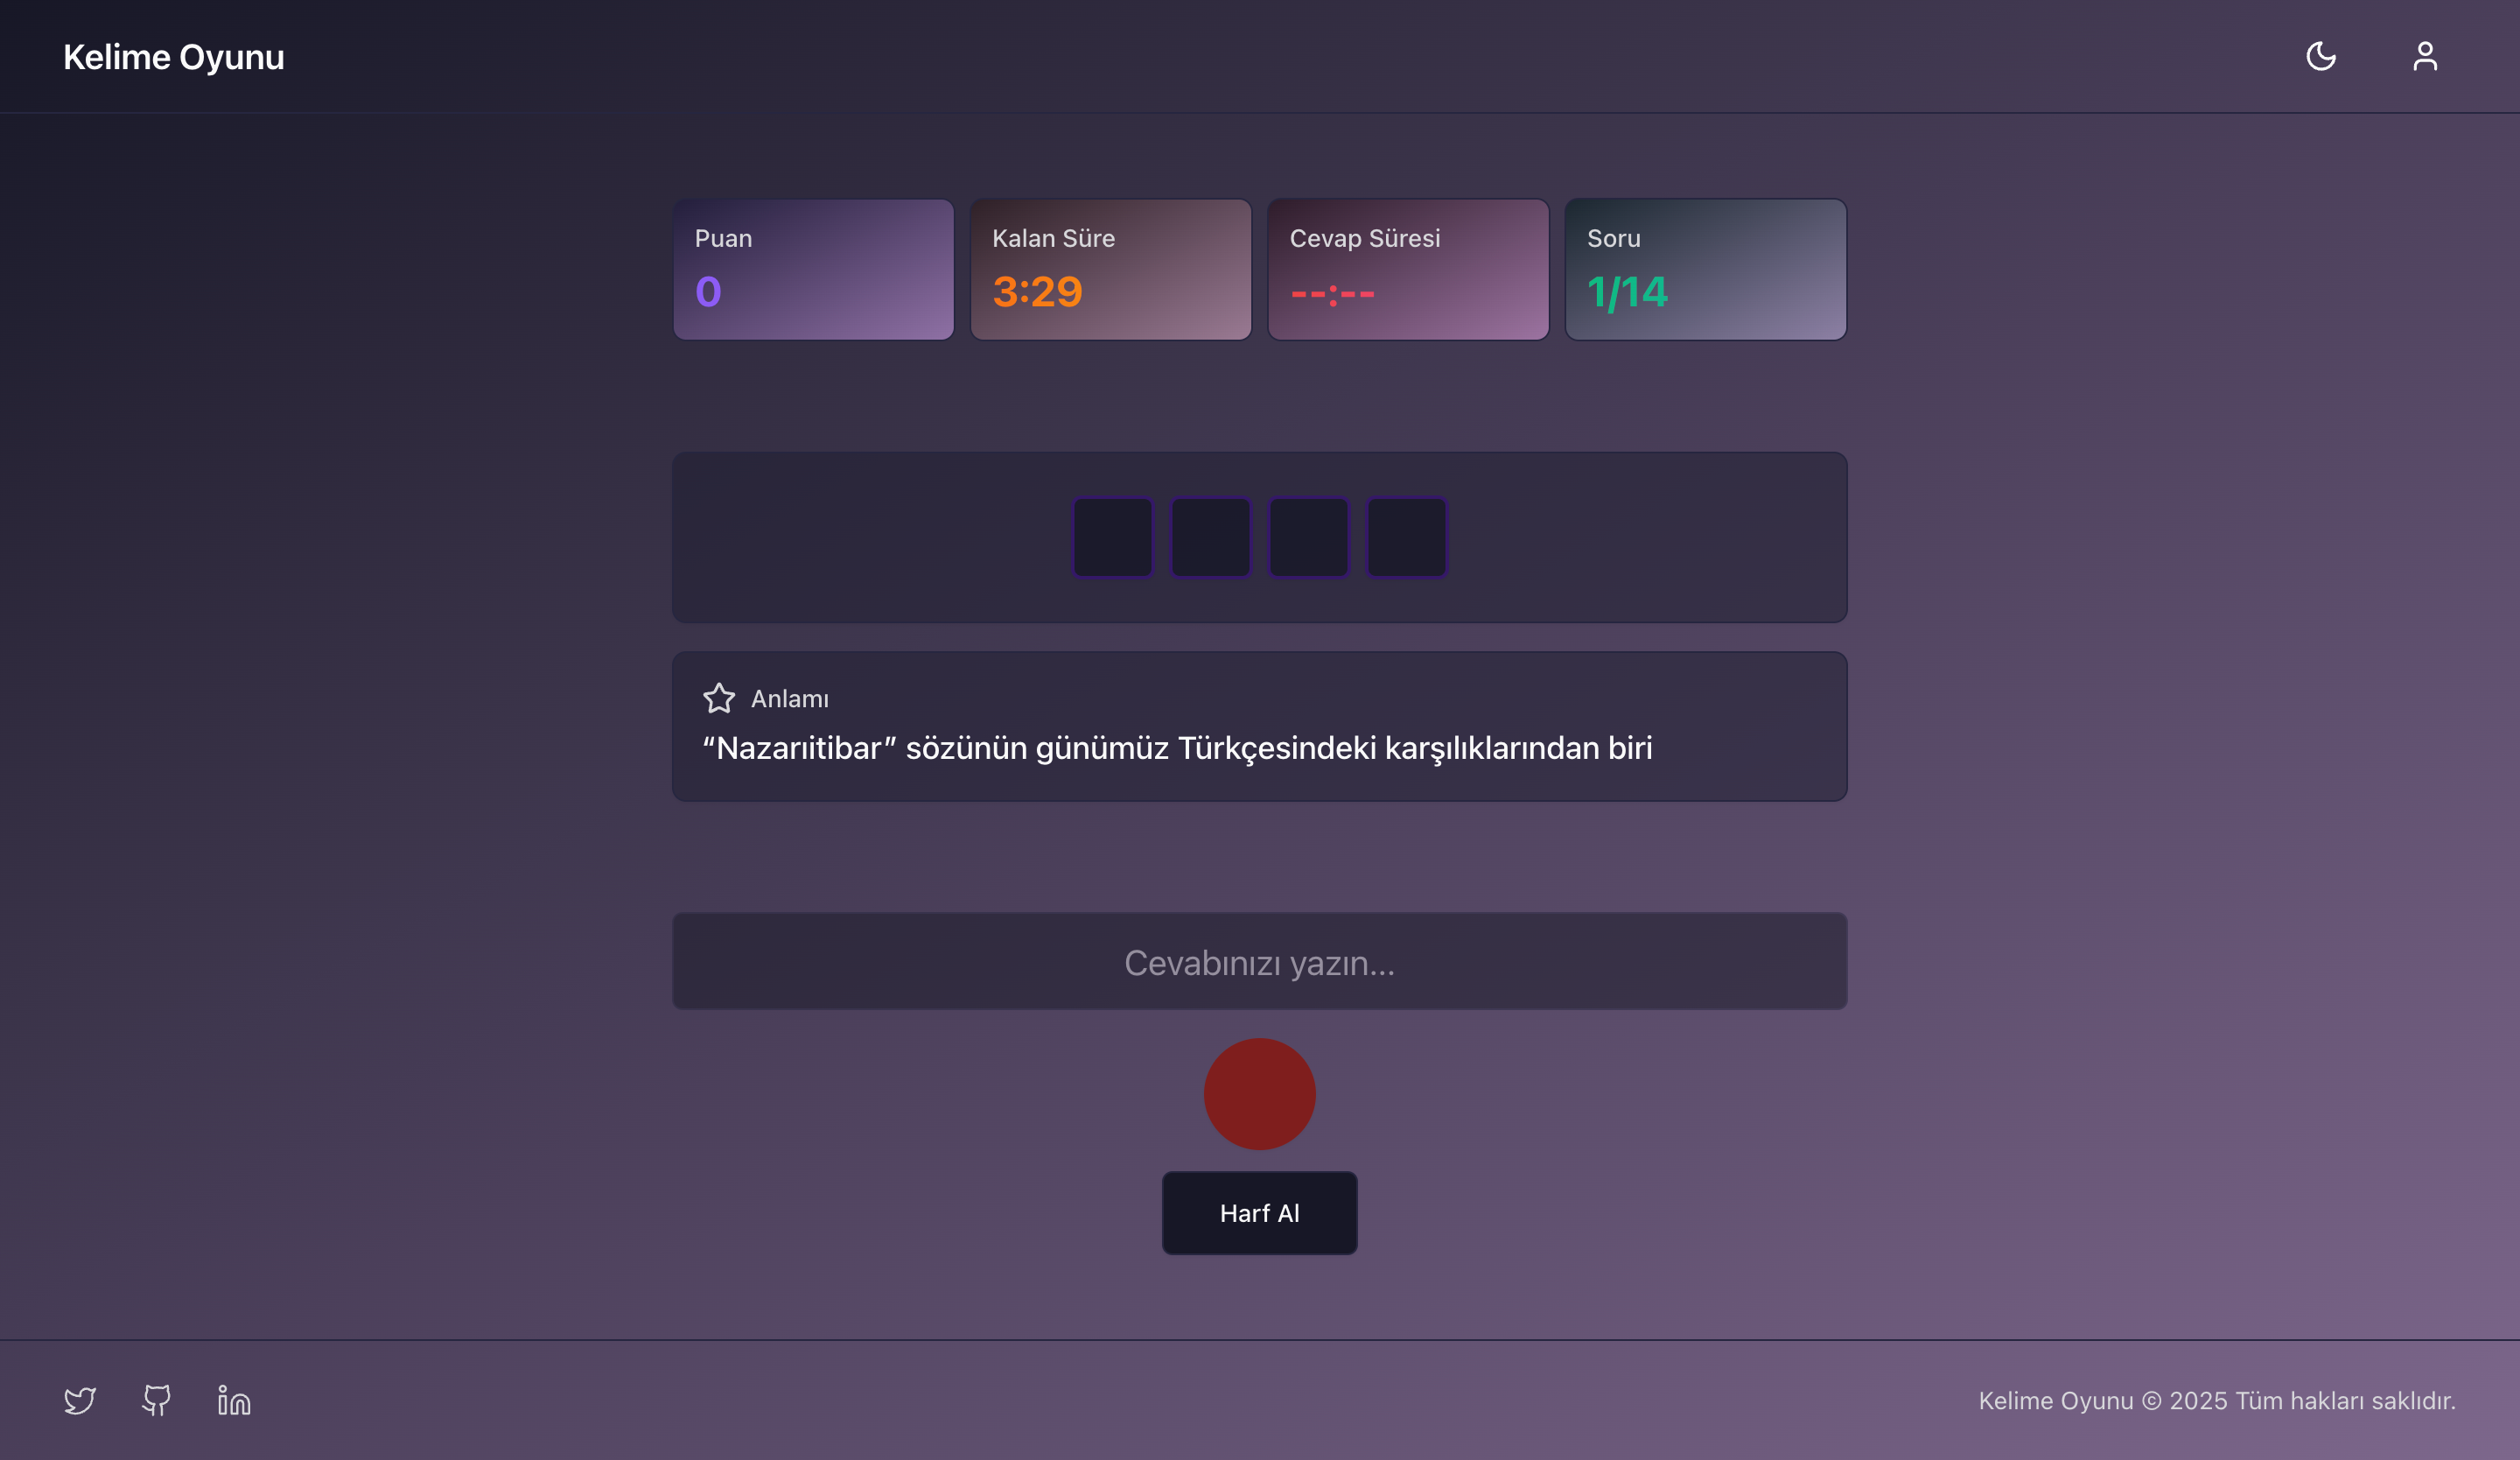 Kelime Oyunu
Puan
0
Kalan Süre
3:29
Cevap Süresi
--:--
Soru
1/14
Anlamı
“Nazarıitibar” sözünün günümüz Türkçesindeki karşılıklarından biri
Cevabınızı yazın...
Harf Al
Kelime Oyunu © 2025 Tüm hakları saklıdır.